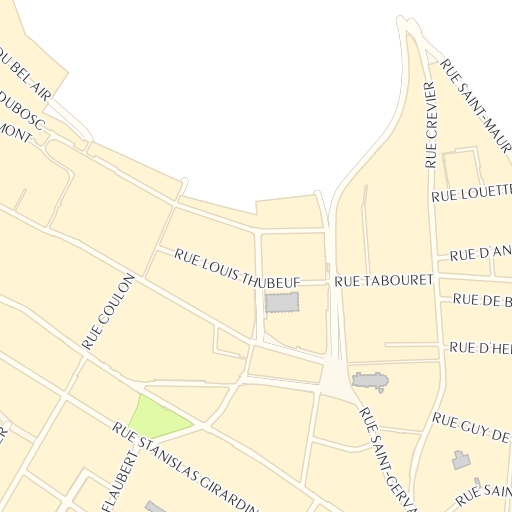 DU BEL-AIR
DUBOSC
MONT
RUE SAINT-MAUR
RUE CREVIER
RUE LOUETTE
RUE D'AN
RUE LOUIS THUBEUF
RUE TABOURET
RUE DE B
RUE COULON
RUE D'HE
RUE GUY DE
RUE STANISLAS GIRARDIN
RUE SAINT-GERVA
FLAUBERT
RUE SAIN
ER